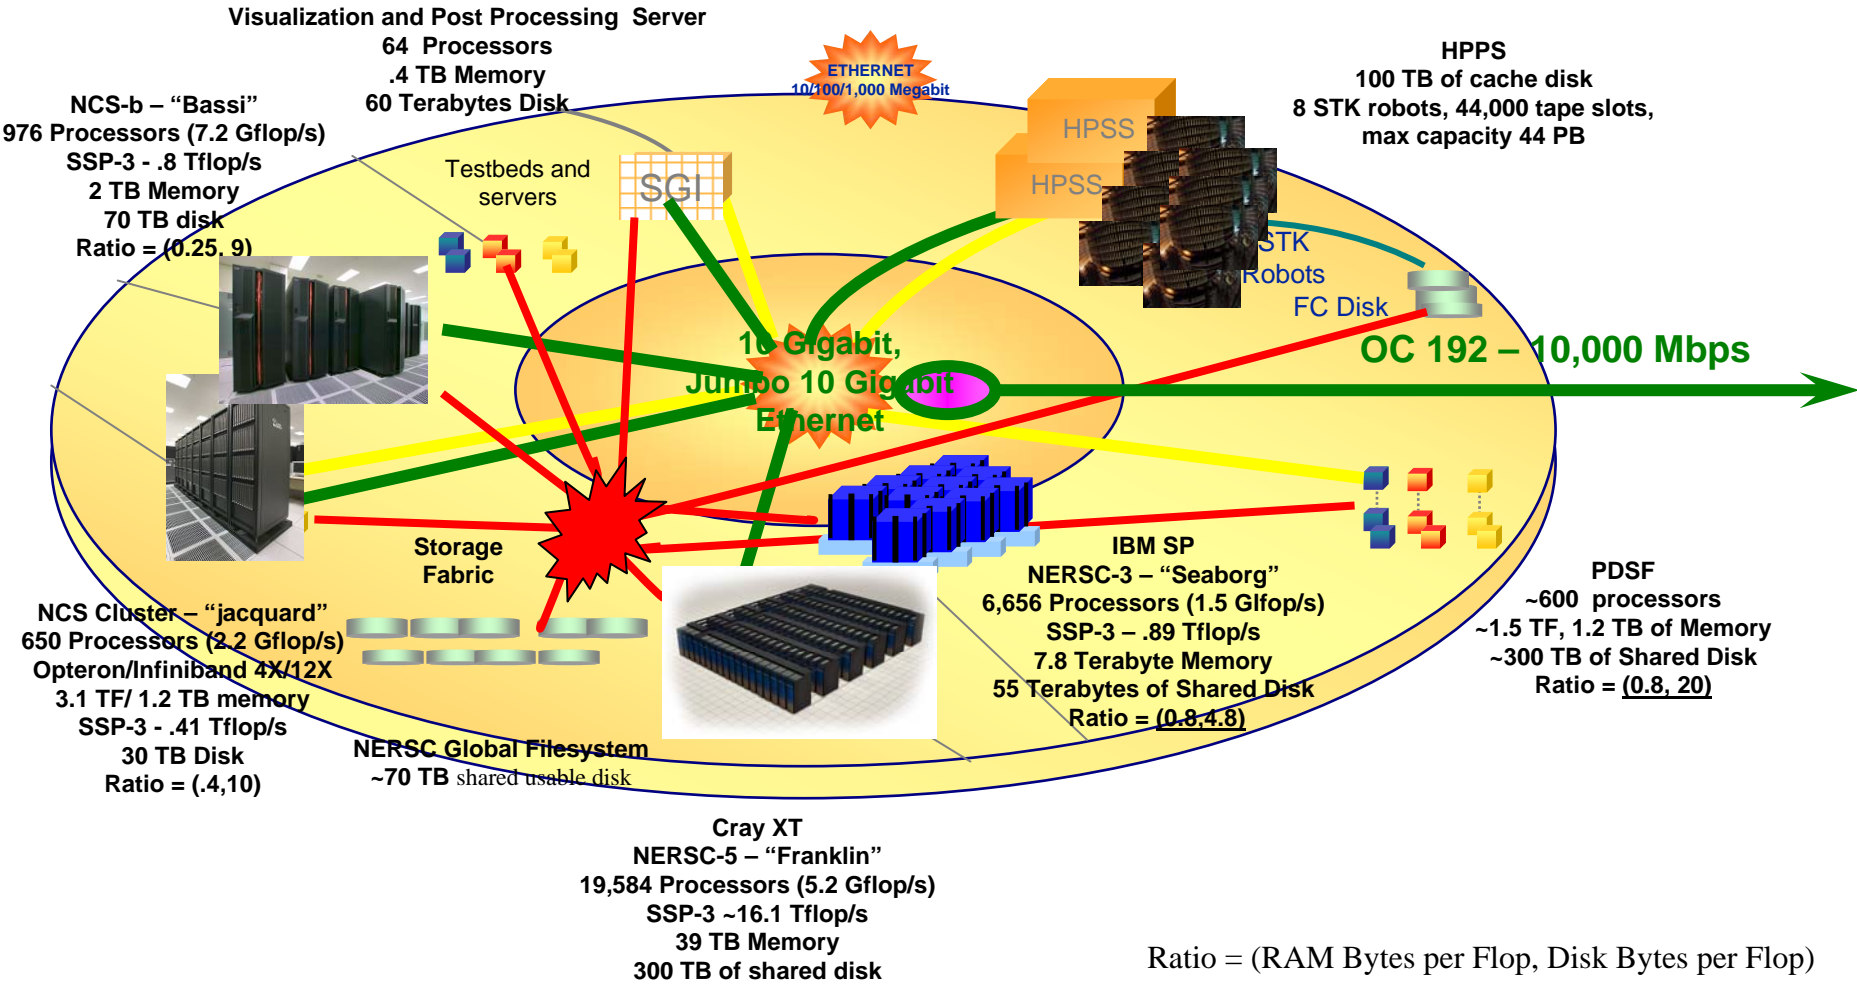 Visualization and Post Processing  Server
64  Processors
.4 TB Memory
60 Terabytes Disk
ETHERNET
10/100/1,000 Megabit
HPPS
100 TB of cache disk
8 STK robots, 44,000 tape slots,
max capacity 44 PB
NCS-b – “Bassi”
976 Processors (7.2 Gflop/s)
SSP-3 - .8 Tflop/s
2 TB Memory
70 TB disk
Ratio = (0.25, 9)
Testbeds and
servers
SGI
HPSS
HPSS
STK
Robots
FC Disk
10 Gigabit,
Jumbo 10 Gigabit
Ethernet
OC 192 – 10,000 Mbps
Storage
Fabric
IBM SP
NERSC-3 – “Seaborg”
6,656 Processors (1.5 Glfop/s)
SSP-3 – .89 Tflop/s
7.8 Terabyte Memory
55 Terabytes of Shared Disk
Ratio = (0.8,4.8)
PDSF
~600  processors
~1.5 TF, 1.2 TB of Memory
~300 TB of Shared Disk
Ratio = (0.8, 20)
NCS Cluster – “jacquard”
650 Processors (2.2 Gflop/s)
Opteron/Infiniband 4X/12X
3.1 TF/ 1.2 TB memory
SSP-3 - .41 Tflop/s
30 TB Disk
Ratio = (.4,10)
NERSC Global Filesystem
~70 TB shared usable disk
Cray XT
NERSC-5 – “Franklin”
19,584 Processors (5.2 Gflop/s)
SSP-3 ~16.1 Tflop/s
39 TB Memory
300 TB of shared disk
Ratio = (RAM Bytes per Flop, Disk Bytes per Flop)